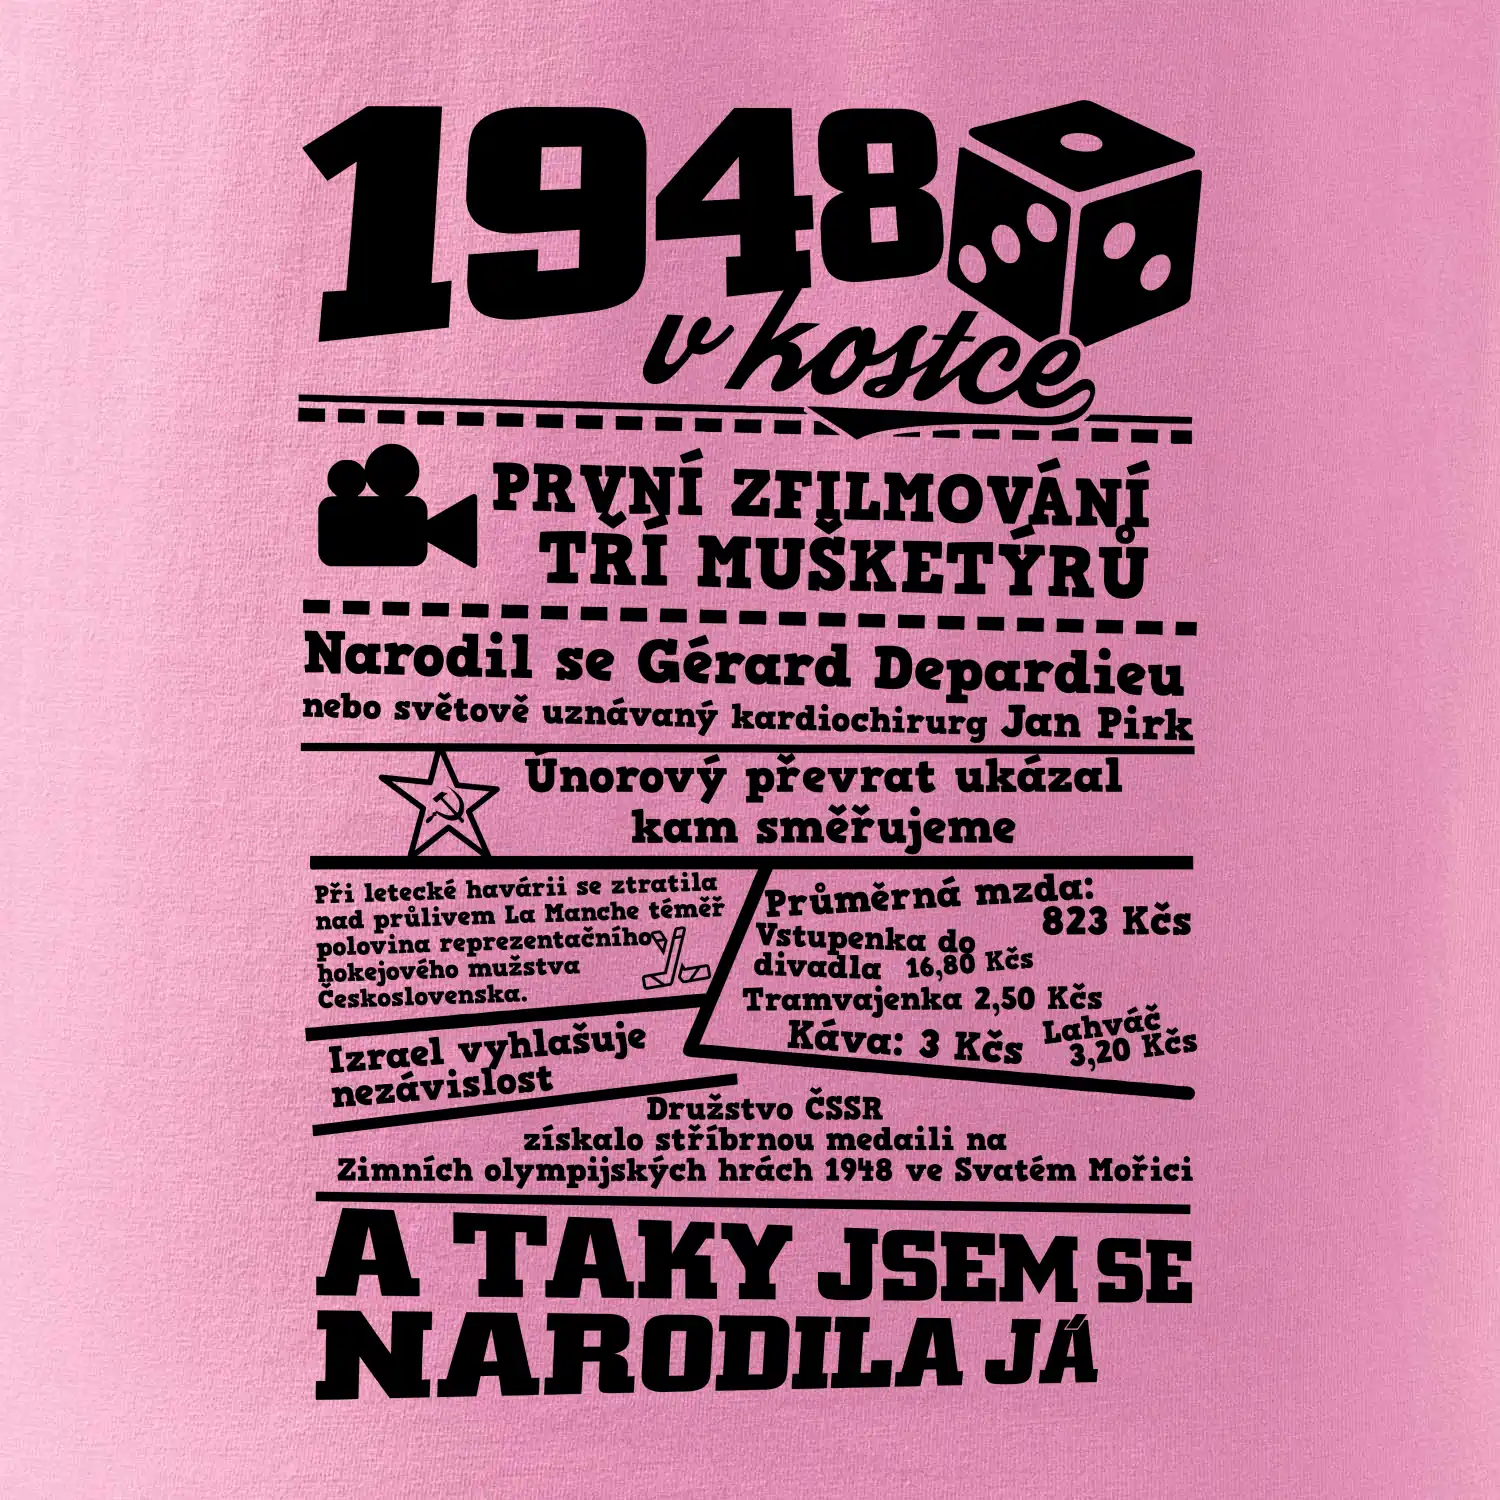 1948
v kostce
PRVNÍ ZFILMOVÁNÍ
TŘÍ MUŠKETÝRŮ
Narodil se Gérard Depardieu
nebo světově uznávaný kardiochirurg Jan Pirk
Únorový převrat ukázal
kam směřujeme
Při letecké havárii se ztratila
nad průlivem La Manche téměř
polovina reprezentačního
hokejového mužstva
Československa.
Průměrná mzda:
823 Kčs
Vstupenka do
divadla 16,80 Kčs
Tramvajenka 2,50 Kčs
Káva: 3 Kčs
Lahváč
3,20 Kčs
Izrael vyhlašuje
nezávislost
Družstvo ČSSR
získalo stříbrnou medaili na
Zimních olympijských hrách 1948 ve Svatém Mořici
A TAKY JSEM SE
NARODILA JÁ